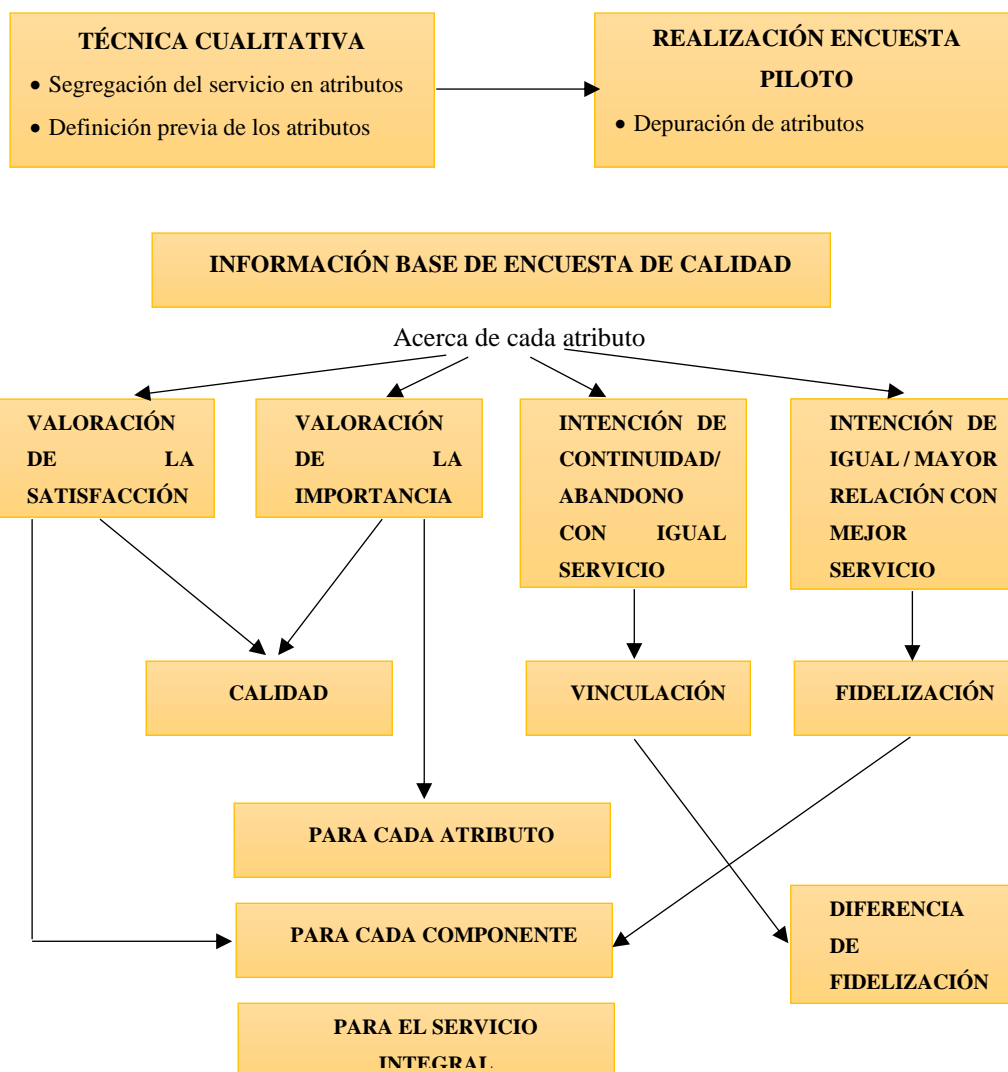 TÉCNICA CUALITATIVA
• Segregación del servicio en atributos
• Definición previa de los atributos
REALIZACIÓN ENCUESTA
PILOTO
• Depuración de atributos
INFORMACIÓN BASE DE ENCUESTA DE CALIDAD
Acerca de cada atributo
VALORACIÓN
DE LA
SATISFACCIÓN
VALORACIÓN
DE LA
IMPORTANCIA
INTENCIÓN DE
CONTINUIDAD/
ABANDONO
CON IGUAL
SERVICIO
INTENCIÓN DE
IGUAL / MAYOR
RELACIÓN CON
MEJOR
SERVICIO
CALIDAD
VINCULACIÓN
FIDELIZACIÓN
PARA CADA ATRIBUTO
PARA CADA COMPONENTE
DIFERENCIA
DE
FIDELIZACIÓN
PARA EL SERVICIO
INTEGRAL